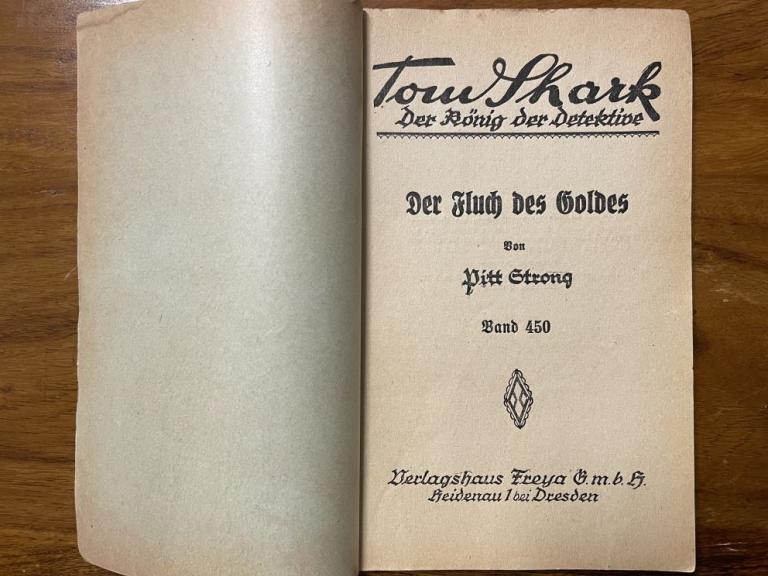 Tom Shark
Der König der Detektive
Der Fluch des Goldes
Von
Pitt Strong
Band 450
Verlagshaus Freya G.m.b.H.
Heidenau 1 bei Dresden